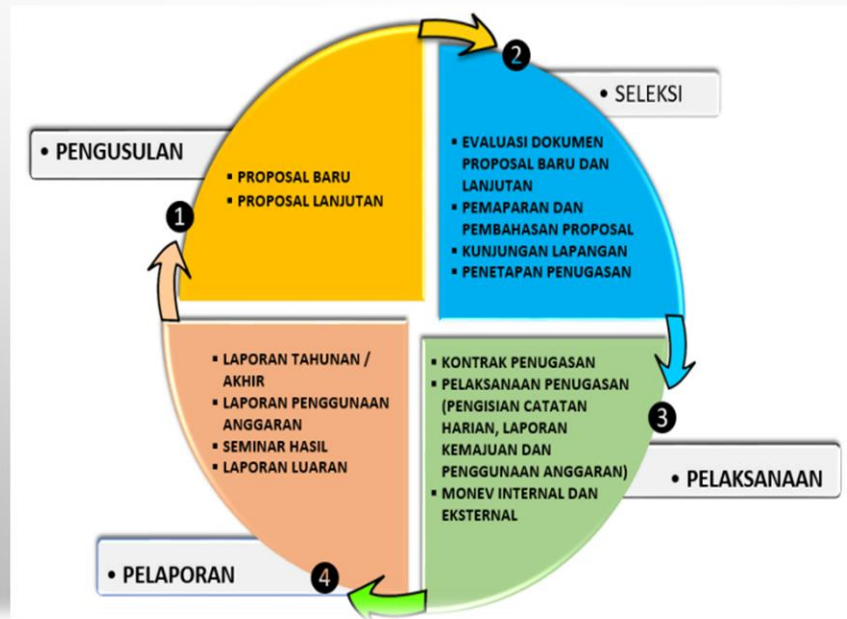 • PENGUSULAN
1
▪ PROPOSAL BARU
▪ PROPOSAL LANJUTAN
2
• SELEKSI
▪ EVALUASI DOKUMEN
PROPOSAL BARU DAN
LANJUTAN
▪ PEMAPARAN DAN
PEMBAHASAN PROPOSAL
▪ KUNJUNGAN LAPANGAN
▪ PENETAPAN PENUGASAN
3
• PELAKSANAAN
▪ KONTRAK PENUGASAN
▪ PELAKSANAAN PENUGASAN
(PENGISIAN CATATAN
HARIAN, LAPORAN
KEMAJUAN DAN
PENGGUNAAN ANGGARAN)
▪ MONEV INTERNAL DAN
EKSTERNAL
4
• PELAPORAN
▪ LAPORAN TAHUNAN /
AKHIR
▪ LAPORAN PENGGUNAAN
ANGGARAN
▪ SEMINAR HASIL
▪ LAPORAN LUARAN